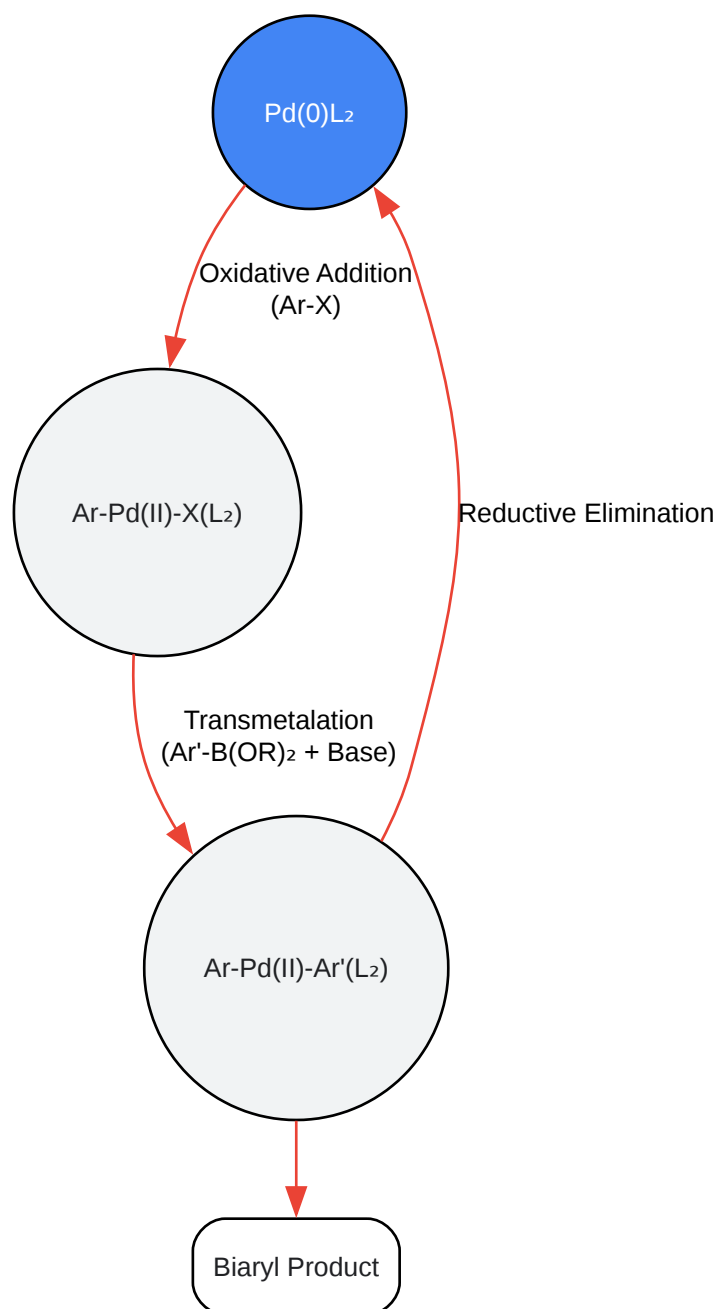 Pd(0)L₂
Oxidative Addition
(Ar-X)
Ar-Pd(II)-X(L₂)
Reductive Elimination
Transmetalation
(Ar'-B(OR)₂ + Base)
Ar-Pd(II)-Ar'(L₂)
Biaryl Product